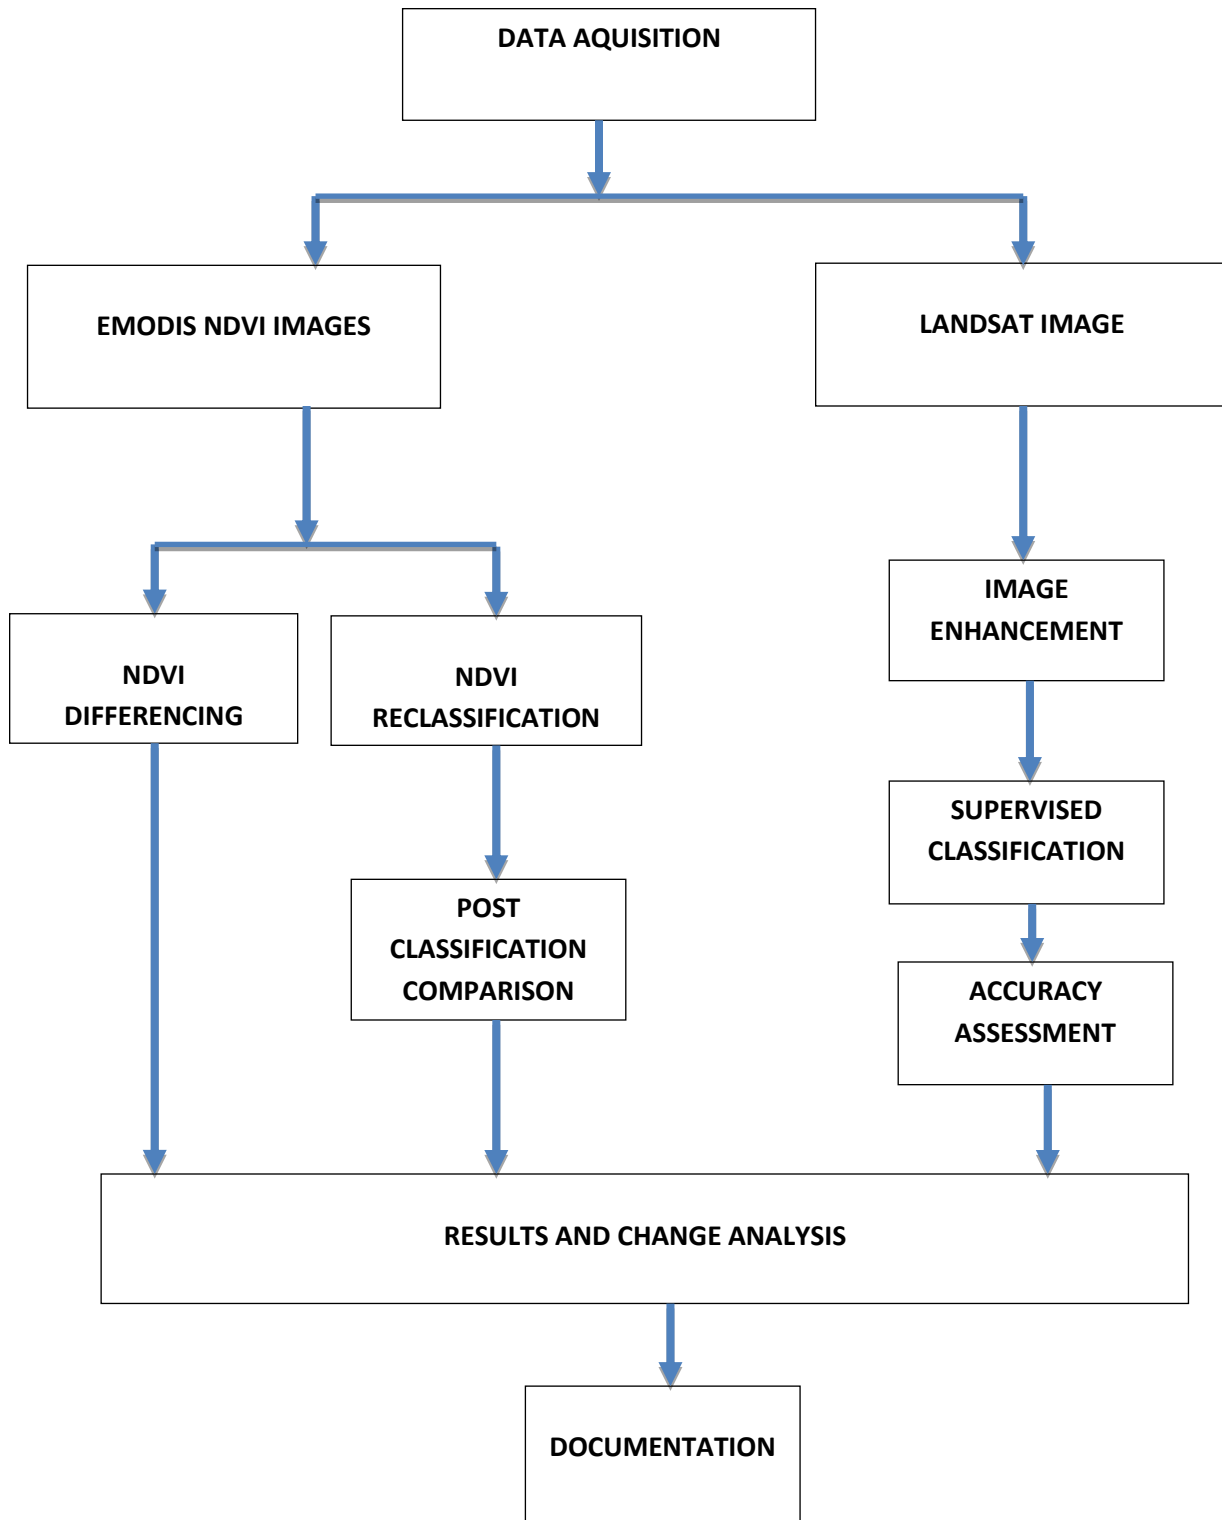 DATA AQUISITION
EMODIS NDVI IMAGES
LANDSAT IMAGE
IMAGE
ENHANCEMENT
NDVI
DIFFERENCING
NDVI
RECLASSIFICATION
SUPERVISED
CLASSIFICATION
POST
CLASSIFICATION
COMPARISON
ACCURACY
ASSESSMENT
RESULTS AND CHANGE ANALYSIS
DOCUMENTATION